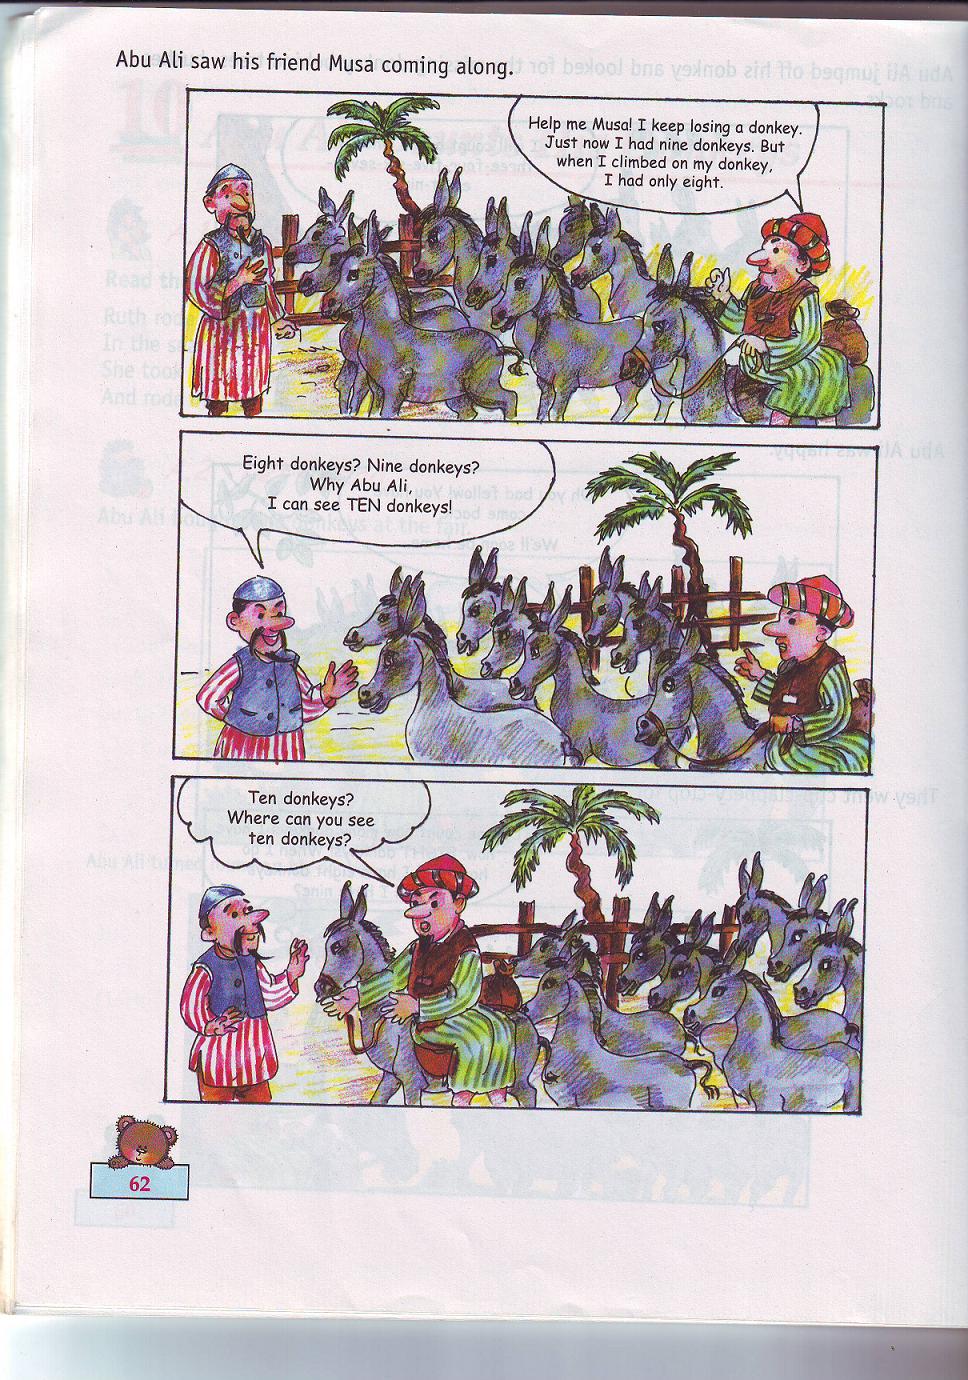 Abu Ali saw his friend Musa coming along.
Help me Musa! I keep losing a donkey.
Just now I had nine donkeys. But
when I climbed on my donkey,
I had only eight.
Eight donkeys? Nine donkeys?
Why Abu Ali,
I can see TEN donkeys!
Ten donkeys?
Where can you see
ten donkeys?
62